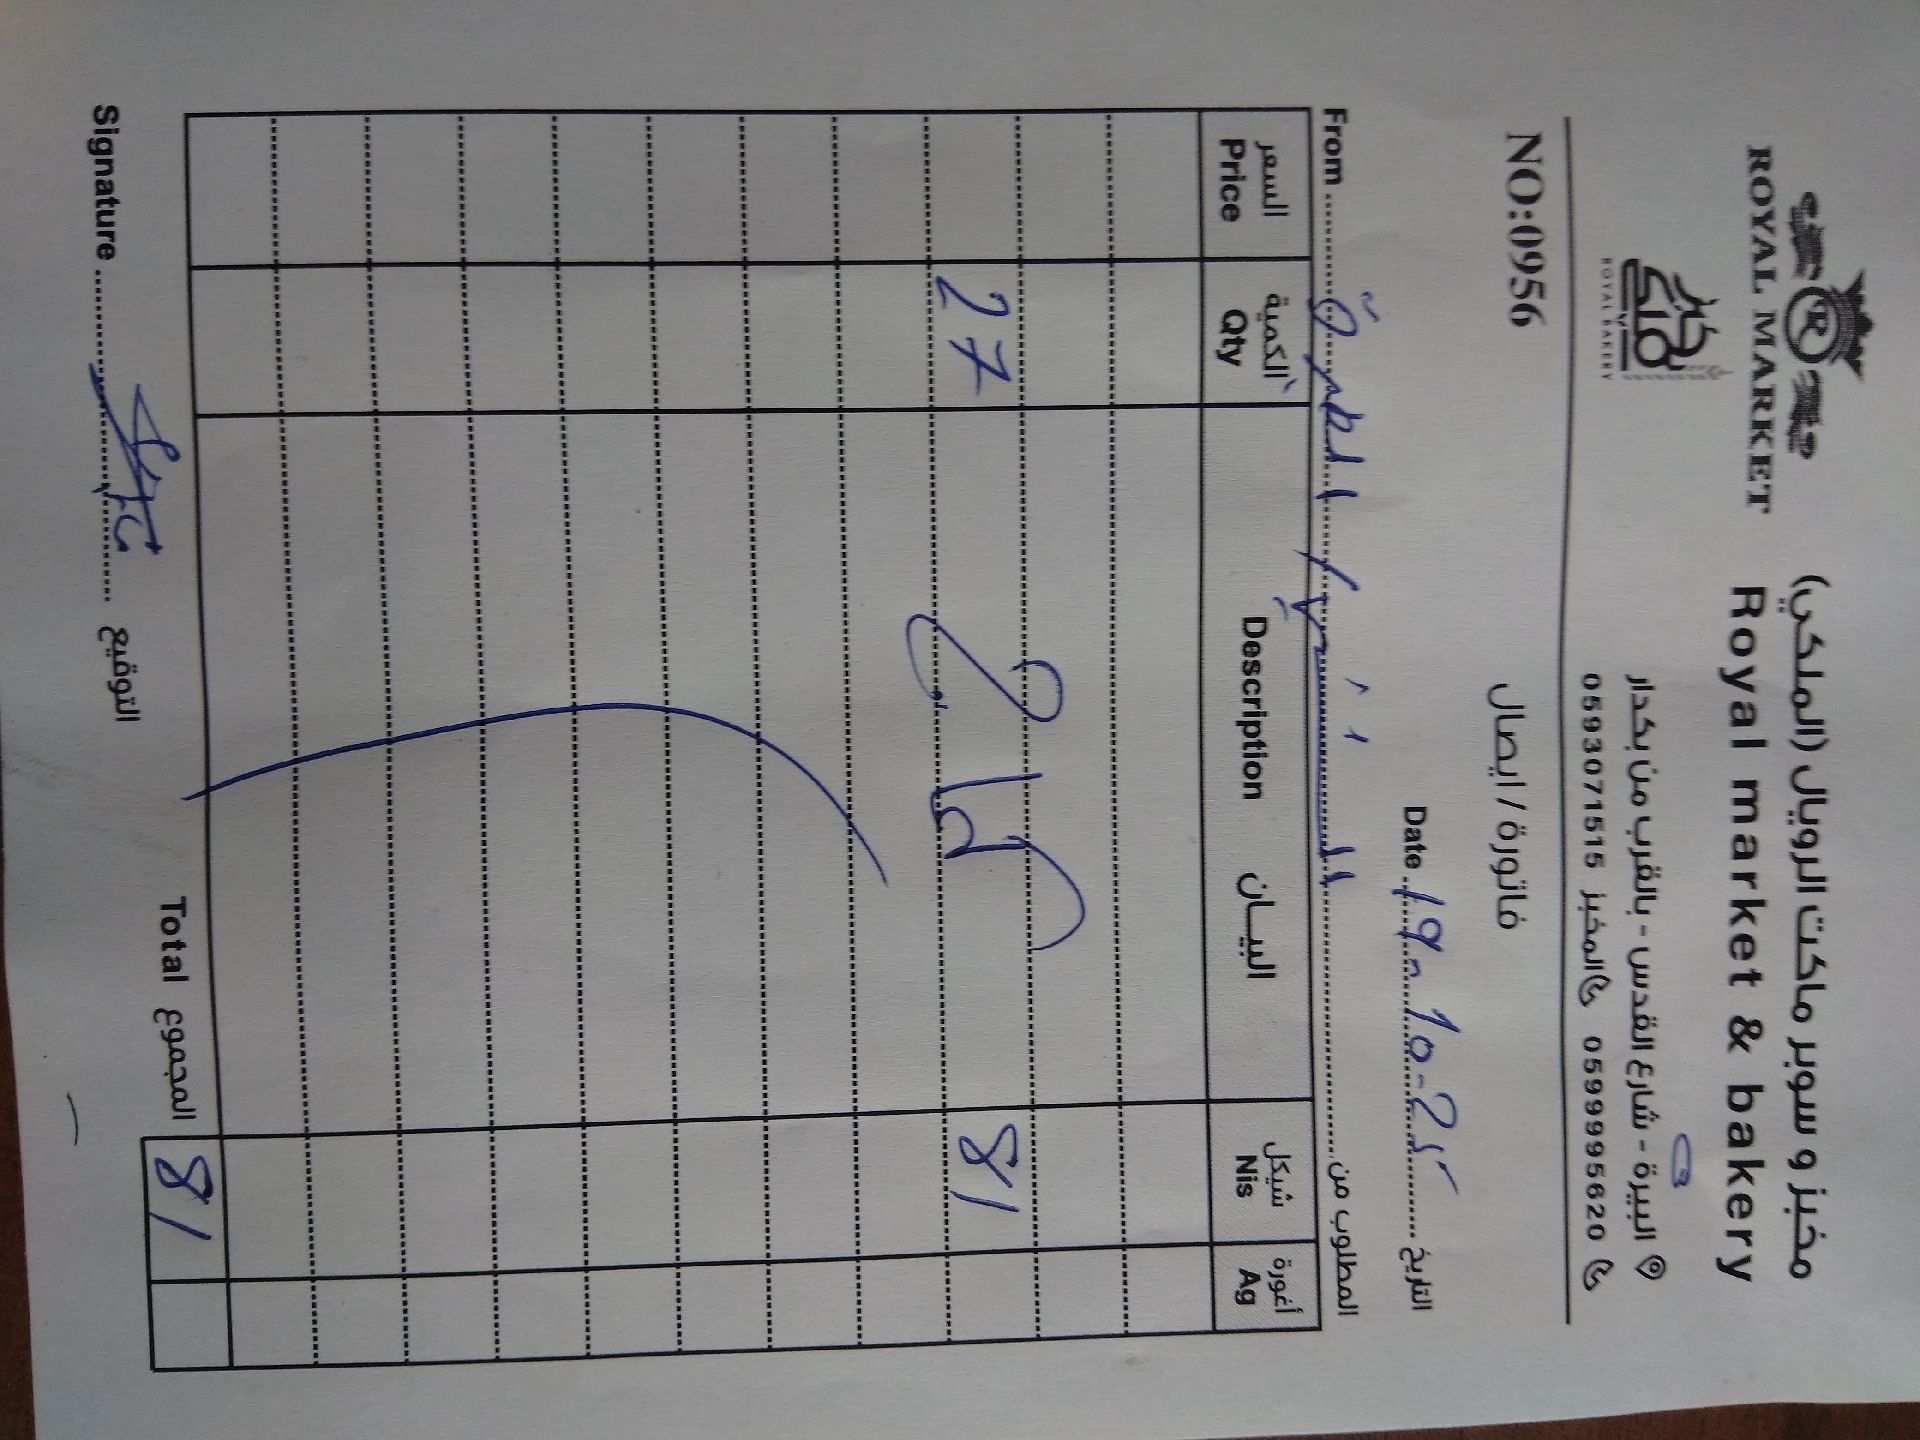 مخبز و سوبر ماركت الرويال (الملكي)
Royal market & bakery
ROYAL MARKET
البيرة - شارع القدس - بالقرب من بكدار
0599995620 المخبز 0593071515
ROYAL BAKERY
فاتورة / ايصال
NO:0956
Date 19-10-25 التاريخ
From المطلوب من
السعر الكمية البيـــان شيكل أغورة
Price Qty Description Nis Ag
27 81
Total المجموع 81
Signature التوقيع